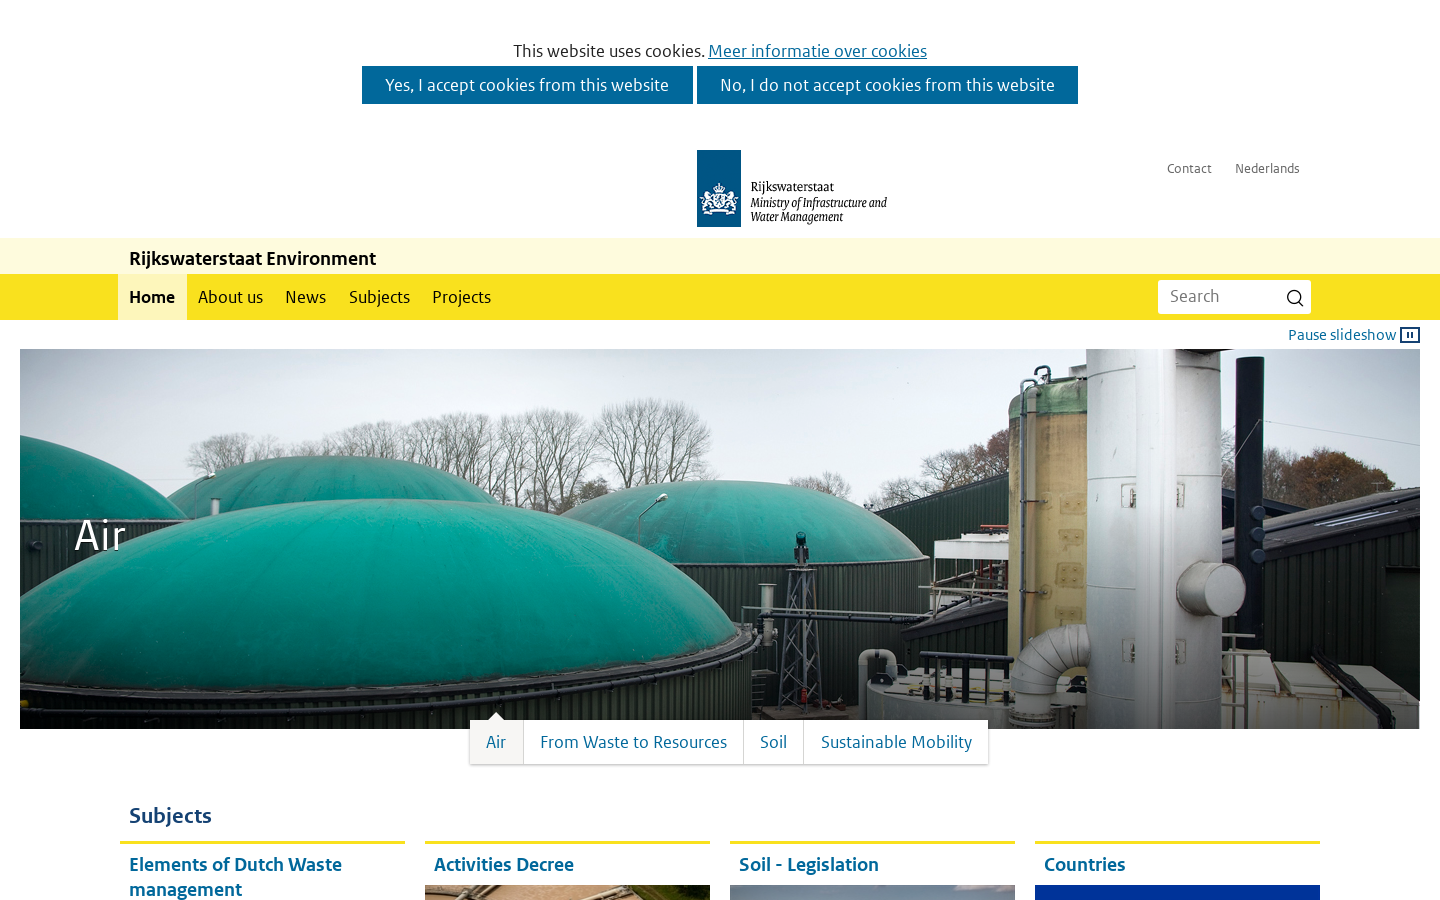 This website uses cookies. Meer informatie over cookies
Yes, I accept cookies from this website
No, I do not accept cookies from this website
Rijkswaterstaat
Ministry of Infrastructure and
Water Management
Contact
Nederlands
Rijkswaterstaat Environment
Home
About us
News
Subjects
Projects
Search
Pause slideshow
Air
Air
From Waste to Resources
Soil
Sustainable Mobility
Subjects
Elements of Dutch Waste
management
Activities Decree
Soil - Legislation
Countries